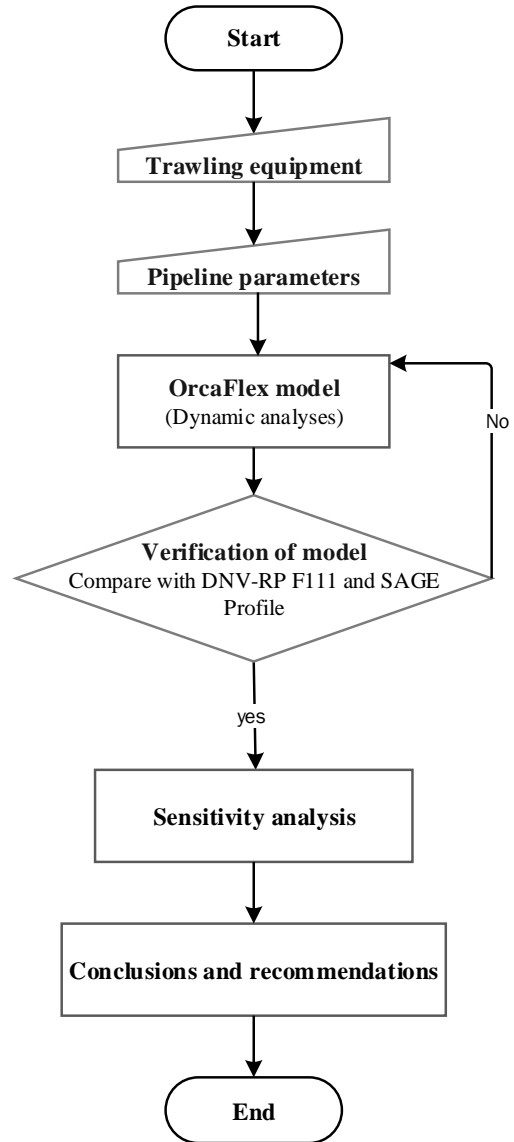 Start
Trawling equipment
Pipeline parameters
OrcaFlex model
(Dynamic analyses)
No
Verification of model
Compare with DNV-RP F111 and SAGE
Profile
yes
Sensitivity analysis
Conclusions and recommendations
End